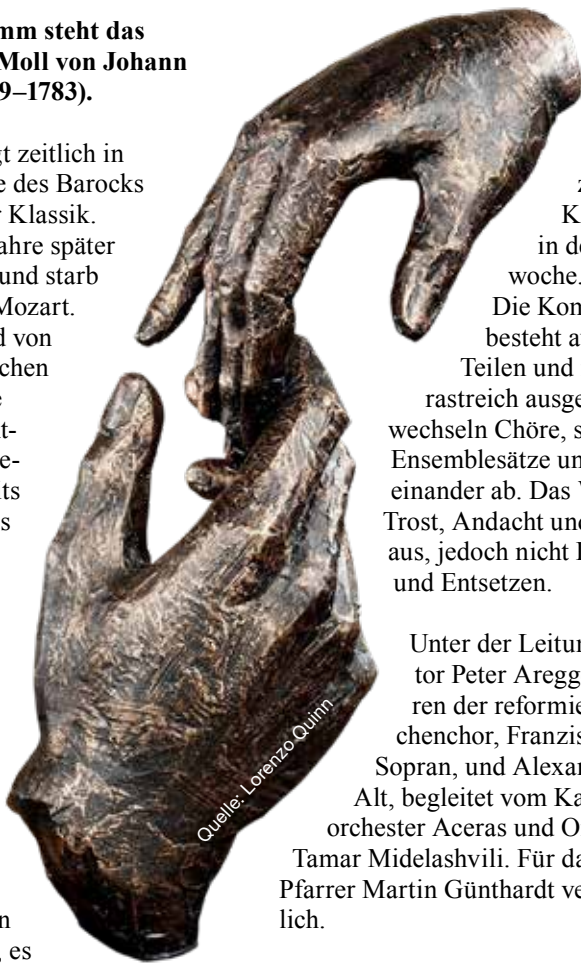 mm steht das
Moll von Johann
9–1783).
gt zeitlich in
e des Barocks
r Klassik.
ahre später
und starb
Mozart.
d von
chen
e
t-
e-
ts
s
n
, es
Quelle: Lorenzo Quinn
z
K
in de
woche.
Die Kom
besteht a
Teilen und
rastreich ausge
wechseln Chöre, s
Ensemblesätze un
einander ab. Das V
Trost, Andacht und
aus, jedoch nicht
und Entsetzen.
Unter der Leitun
tor Peter Aregg
ren der reformie
chenchor, Franzis
Sopran, und Alexan
Alt, begleitet vom Ka
orchester Aceras und O
Tamar Midelashvili. Für da
Pfarrer Martin Günthardt ve
lich.